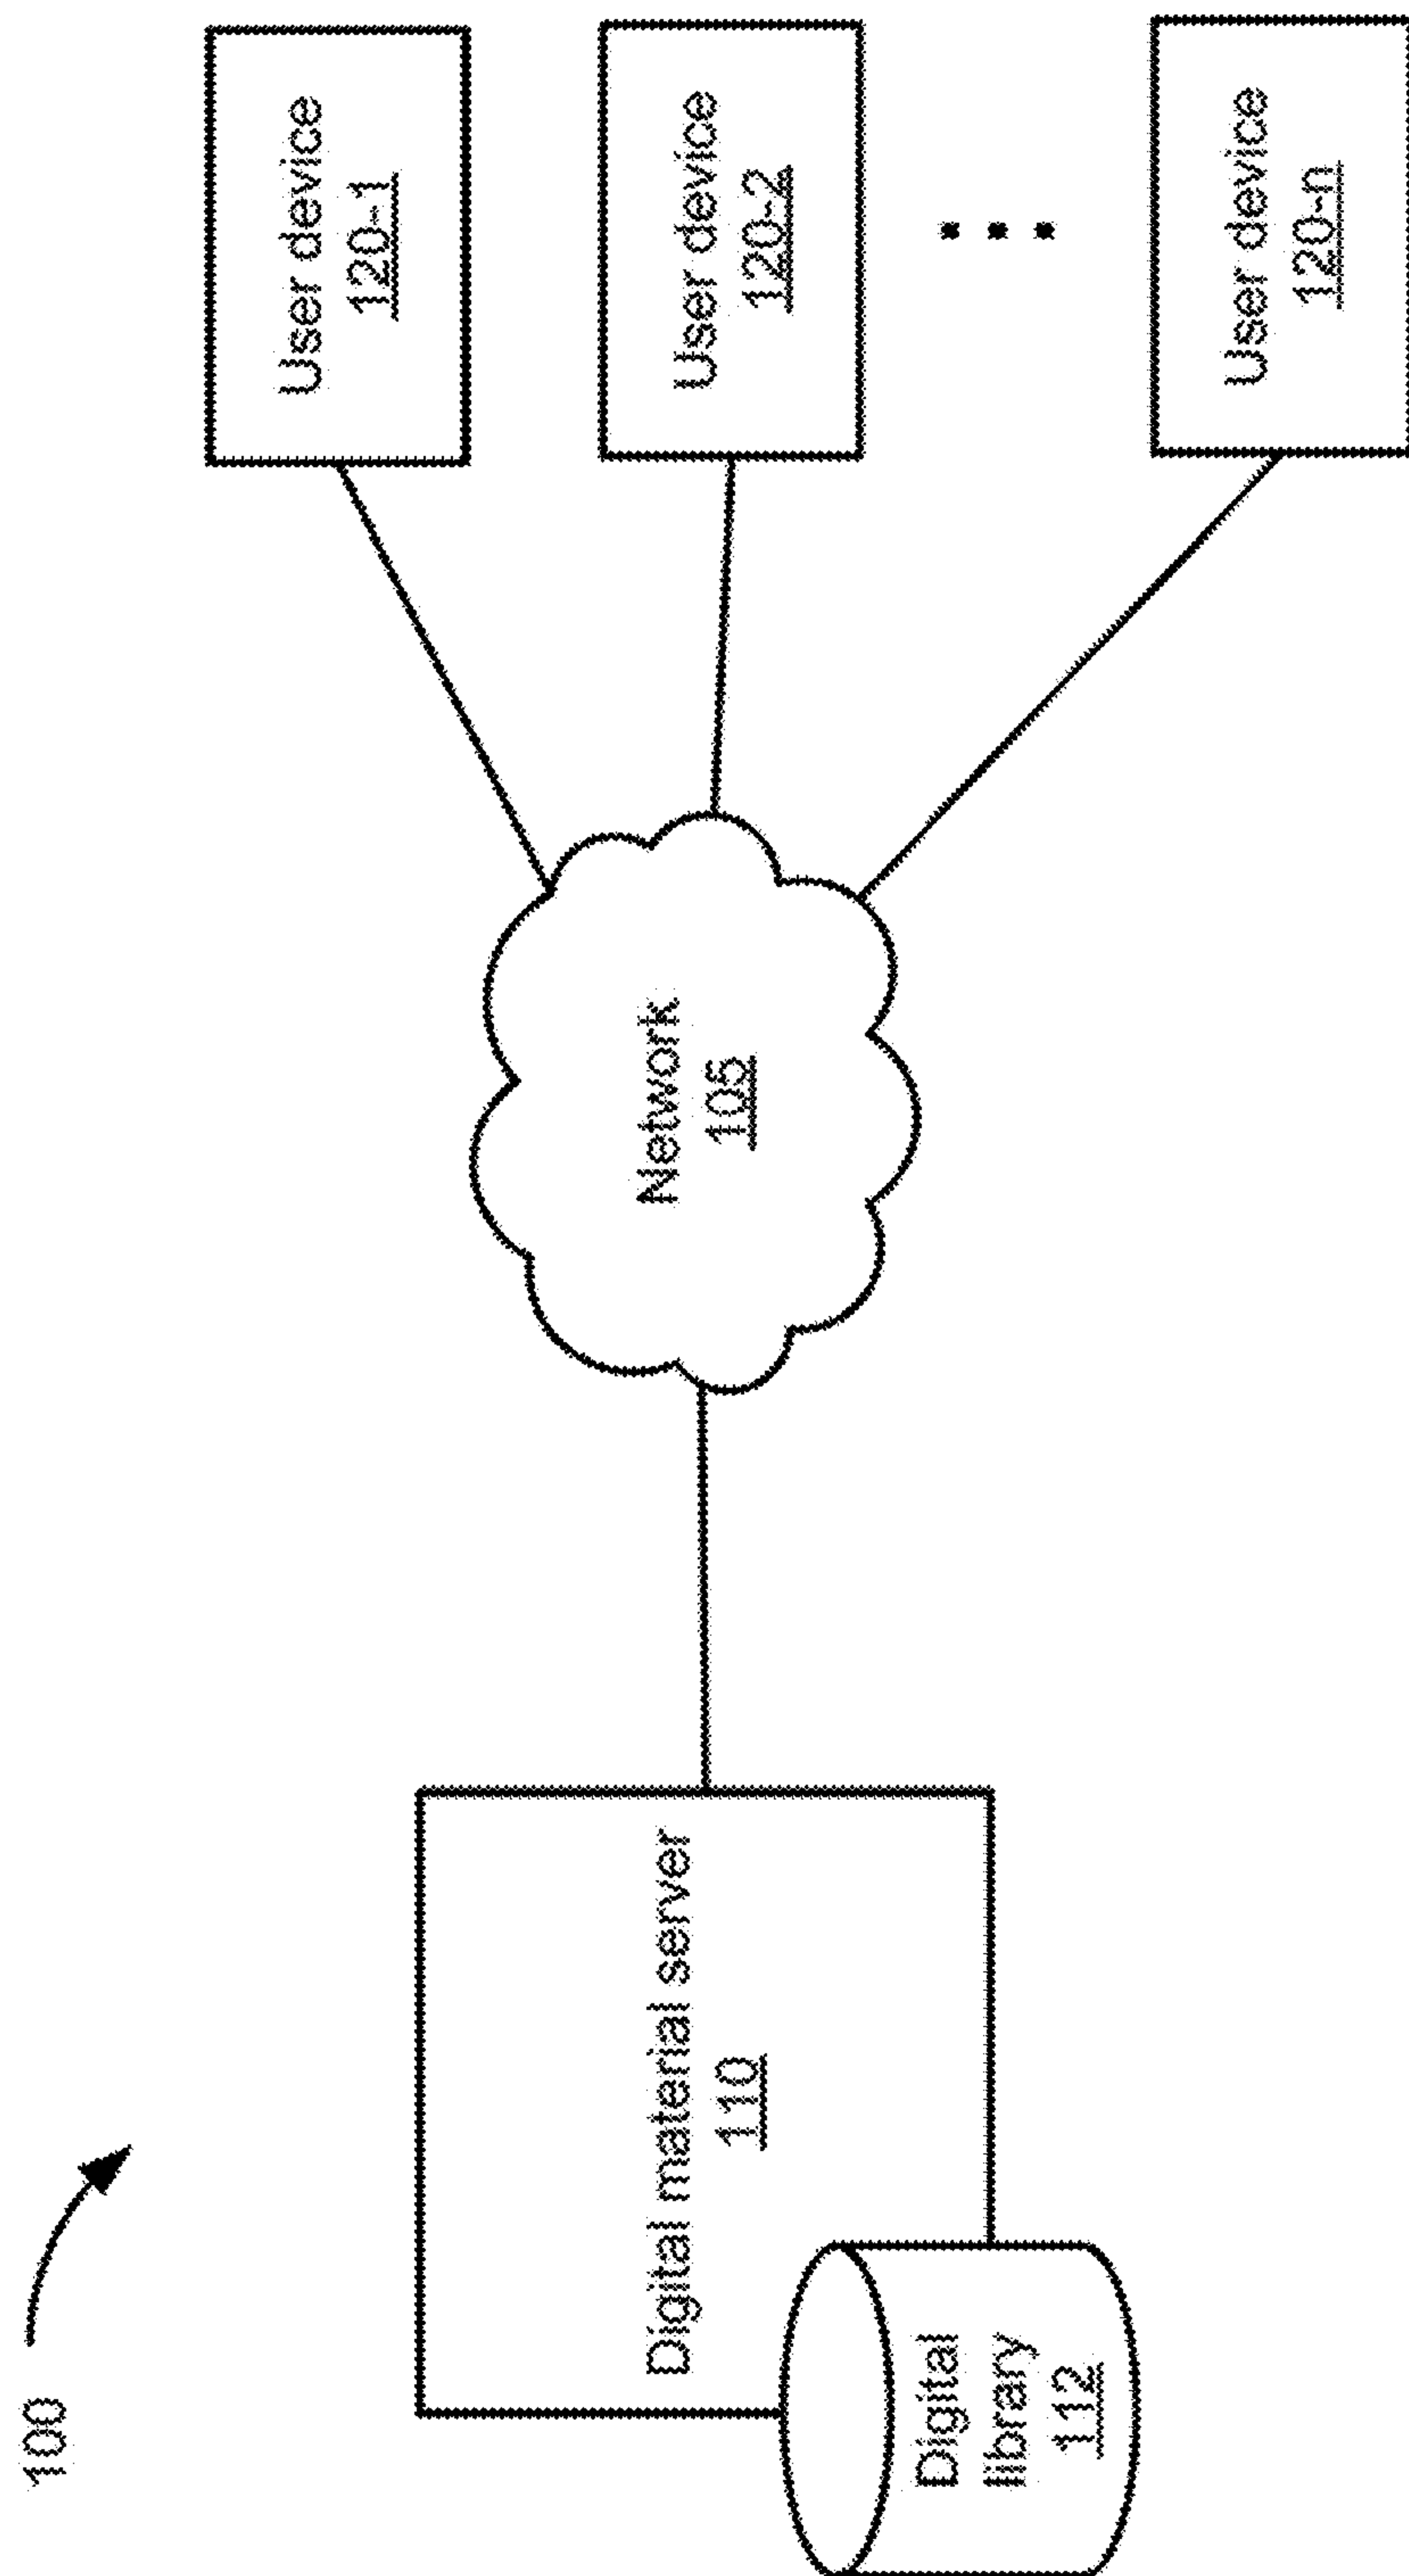 100
Digital material server
110
Digital
library
112
Network
105
User device
120-1
User device
120-2
User device
120-n